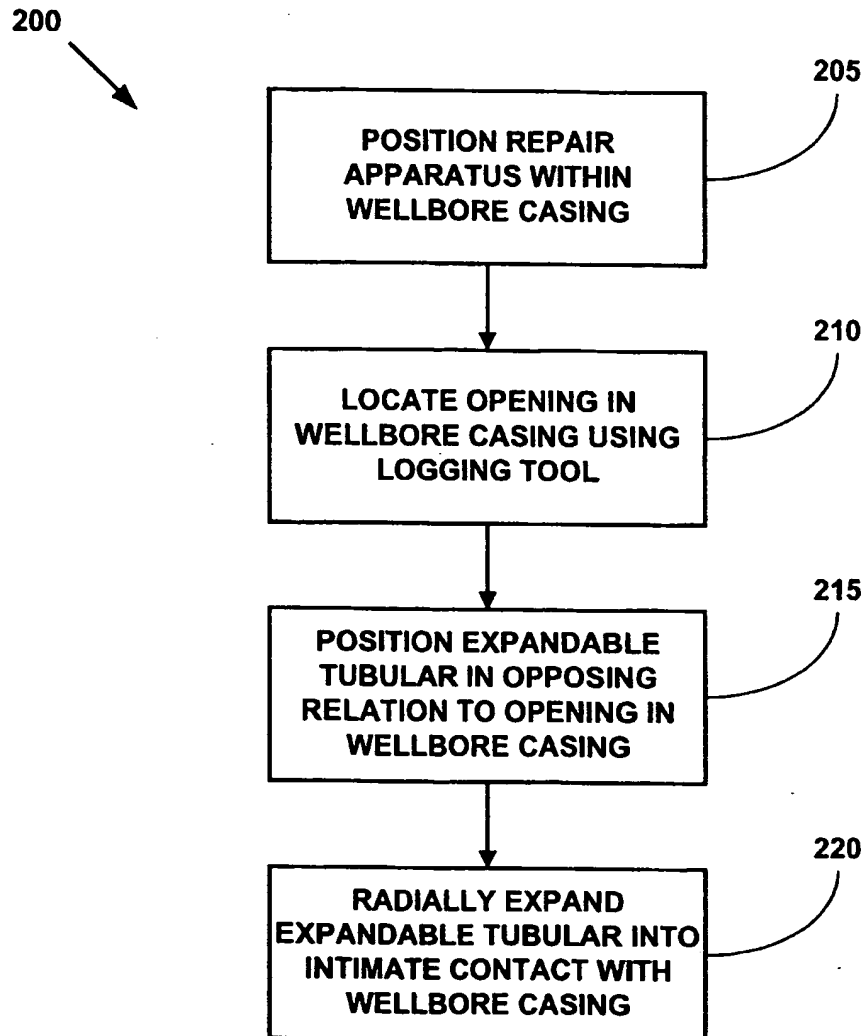 200
205
POSITION REPAIR
APPARATUS WITHIN
WELLBORE CASING
210
LOCATE OPENING IN
WELLBORE CASING USING
LOGGING TOOL
215
POSITION EXPANDABLE
TUBULAR IN OPPOSING
RELATION TO OPENING IN
WELLBORE CASING
220
RADIALLY EXPAND
EXPANDABLE TUBULAR INTO
INTIMATE CONTACT WITH
WELLBORE CASING